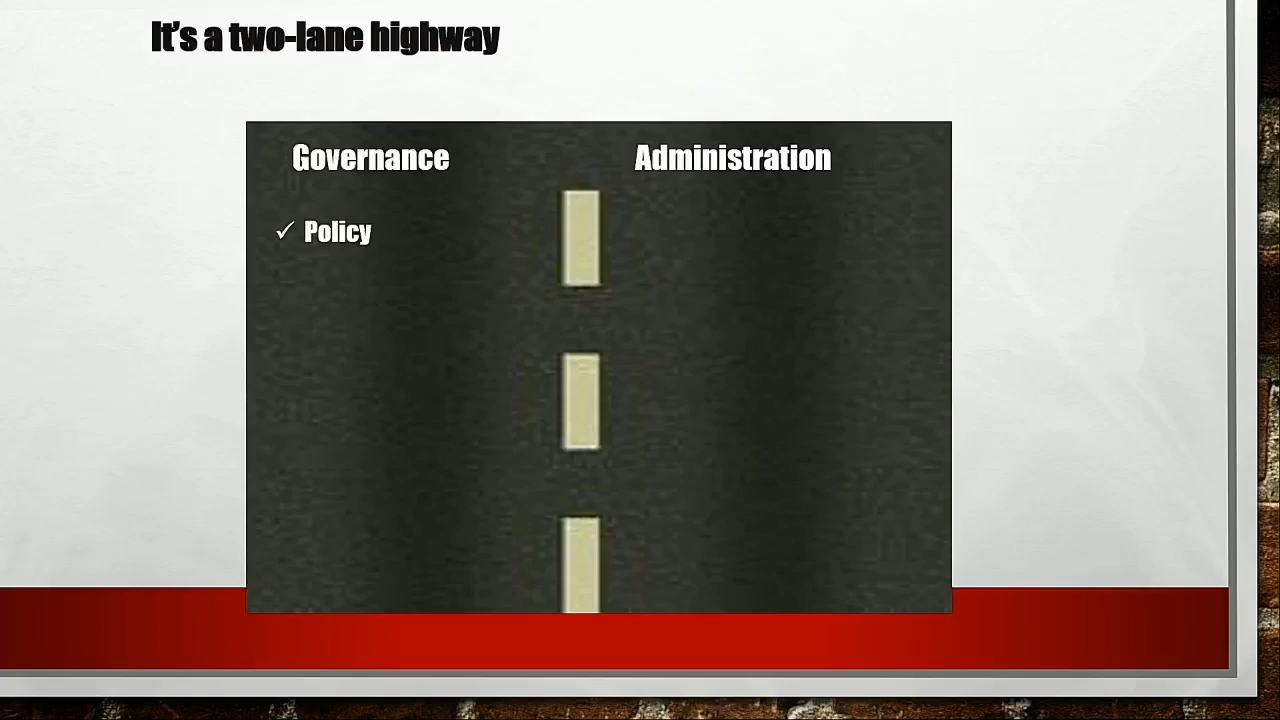 It's a two-lane highway
Governance
Administration
✓ Policy